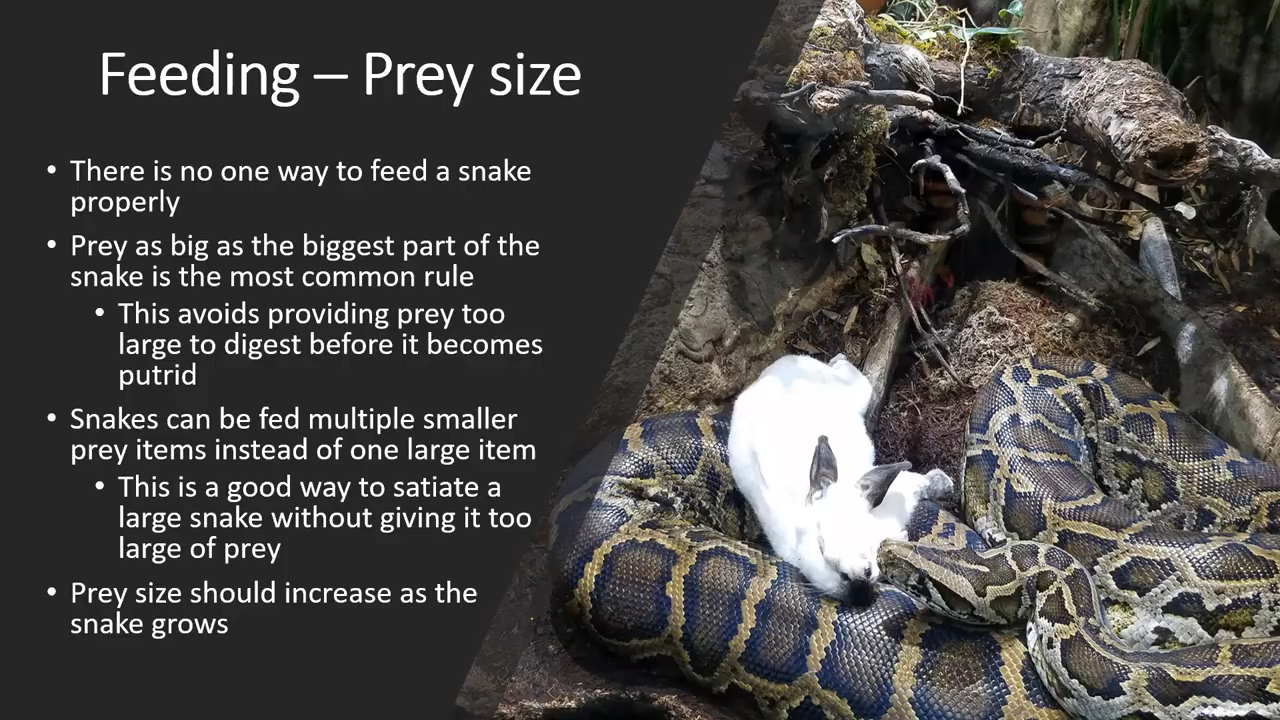 Feeding – Prey size
• There is no one way to feed a snake
properly
• Prey as big as the biggest part of the
snake is the most common rule
• This avoids providing prey too
large to digest before it becomes
putrid
• Snakes can be fed multiple smaller
prey items instead of one large item
• This is a good way to satiate a
large snake without giving it too
large of prey
• Prey size should increase as the
snake grows